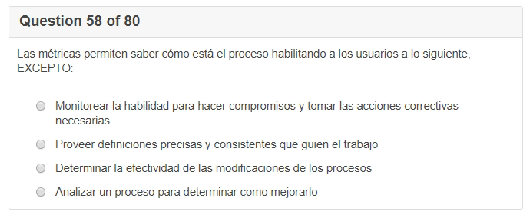 Question 58 of 80
Las métricas permiten saber cómo está el proceso habilitando a los usuarios a lo siguiente,
EXCEPTO:
Monitorear la habilidad para hacer compromisos y tomar las acciones correctivas
necesarias
Proveer definiciones precisas y consistentes que guíen el trabajo
Determinar la efectividad de las modificaciones de los procesos
Analizar un proceso para determinar como mejorarlo